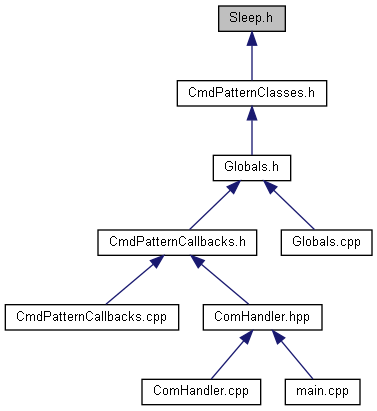 Sleep.h
CmdPatternClasses.h
Globals.h
CmdPatternCallbacks.h
Globals.cpp
CmdPatternCallbacks.cpp
ComHandler.hpp
ComHandler.cpp
main.cpp